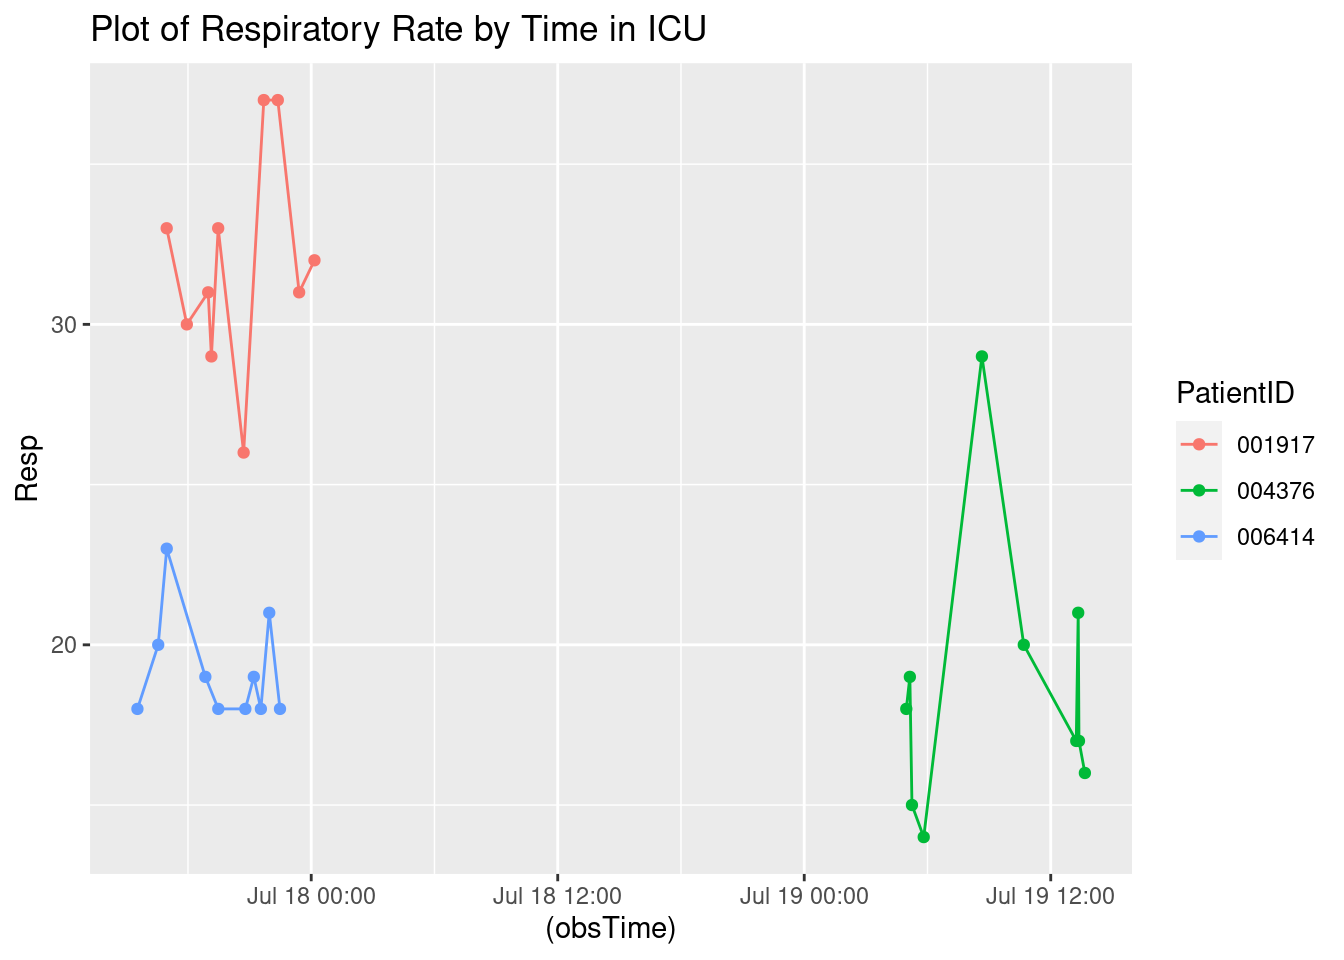 Plot of Respiratory Rate by Time in ICU
Resp
30
20
Jul 18 00:00
Jul 18 12:00
Jul 19 00:00
Jul 19 12:00
(obsTime)
PatientID
001917
004376
006414